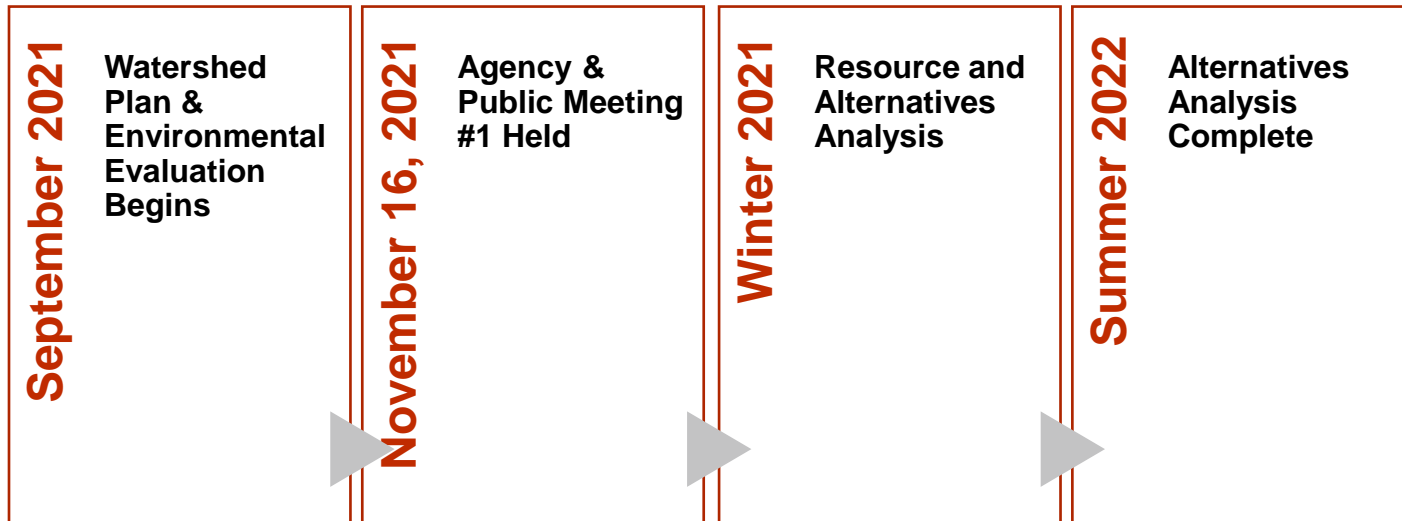 September 2021
Watershed
Plan &
Environmental
Evaluation
Begins
November 16, 2021
Agency &
Public Meeting
#1 Held
Winter 2021
Resource and
Alternatives
Analysis
Summer 2022
Alternatives
Analysis
Complete